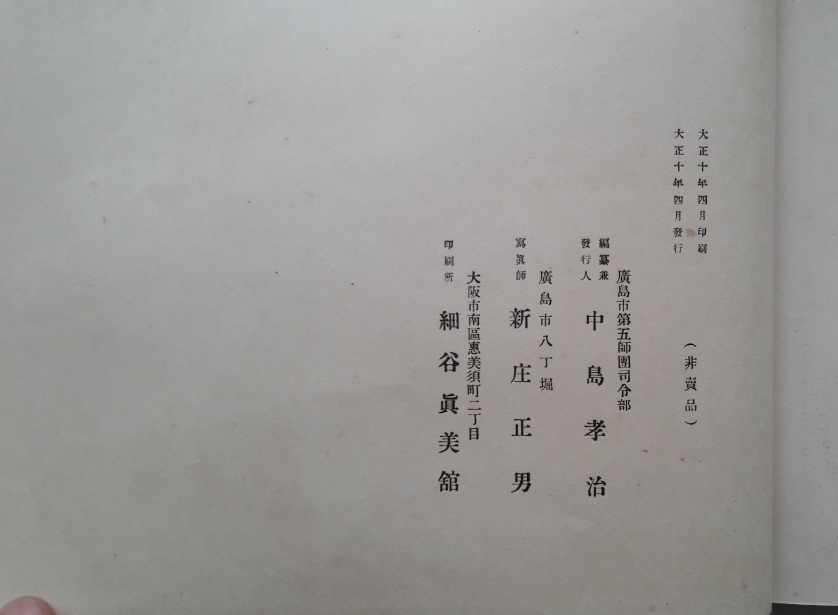 大正十年四月印刷
大正十年四月發行
（非賣品）
廣島市第五師團司令部
編纂兼
發行人
中島孝治
廣島市八丁堀
寫眞師
新庄正男
大阪市南區惠美須町二丁目
印刷所
細谷眞美舘